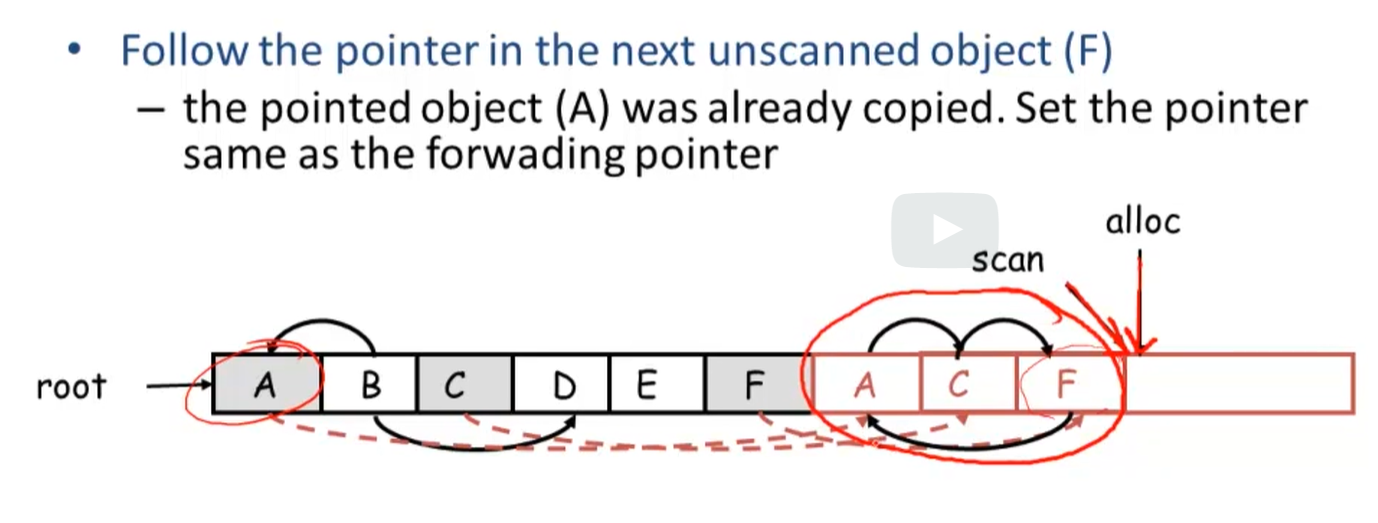 • Follow the pointer in the next unscanned object (F)
– the pointed object (A) was already copied. Set the pointer
same as the forwading pointer
alloc
scan
root A B C D E F A C F